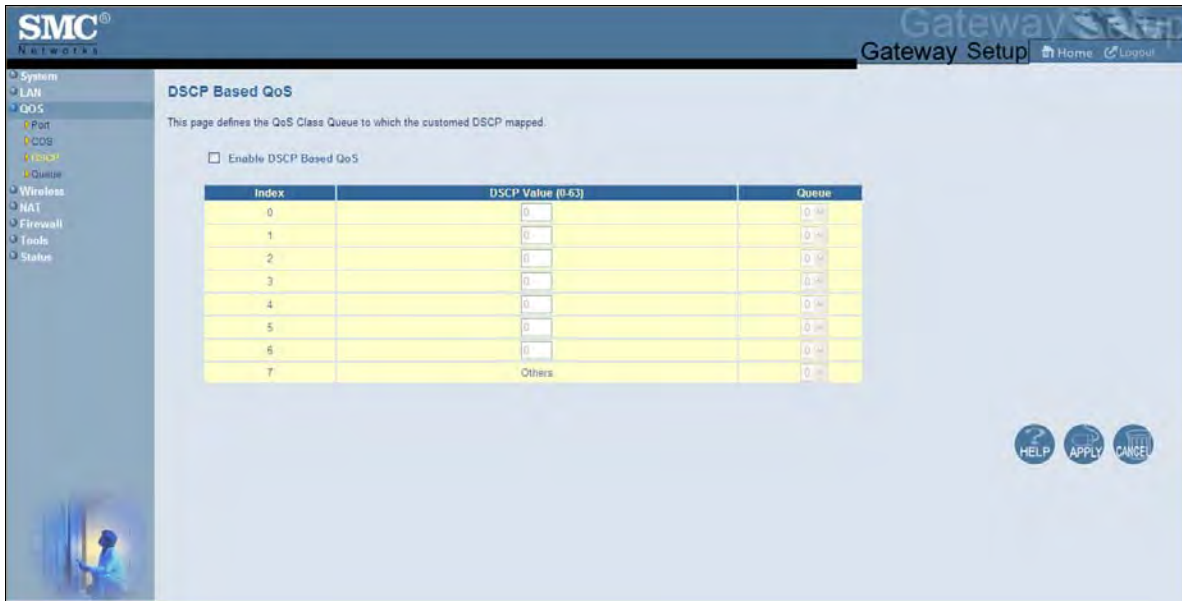 SMC®
Networks
Gateway Setup
Gateway Setup
Home
Logout
System
LAN
QOS
Port
COS
DSCP
Queue
Wireless
NAT
Firewall
Tools
Status
DSCP Based QoS
This page defines the QoS Class Queue to which the customed DSCP mapped.
Enable DSCP Based QoS
Index DSCP Value (0-63) Queue
0 0 0
1 0 0
2 0 0
3 0 0
4 0 0
5 0 0
6 0 0
7 Others 0
HELP APPLY CANCEL